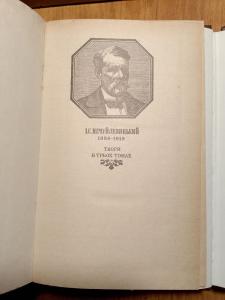 І.С.НЕЧУЙ-ЛЕВИЦЬКИЙ
1838-1918
ТВОРИ
В ТРЬОХ ТОМАХ